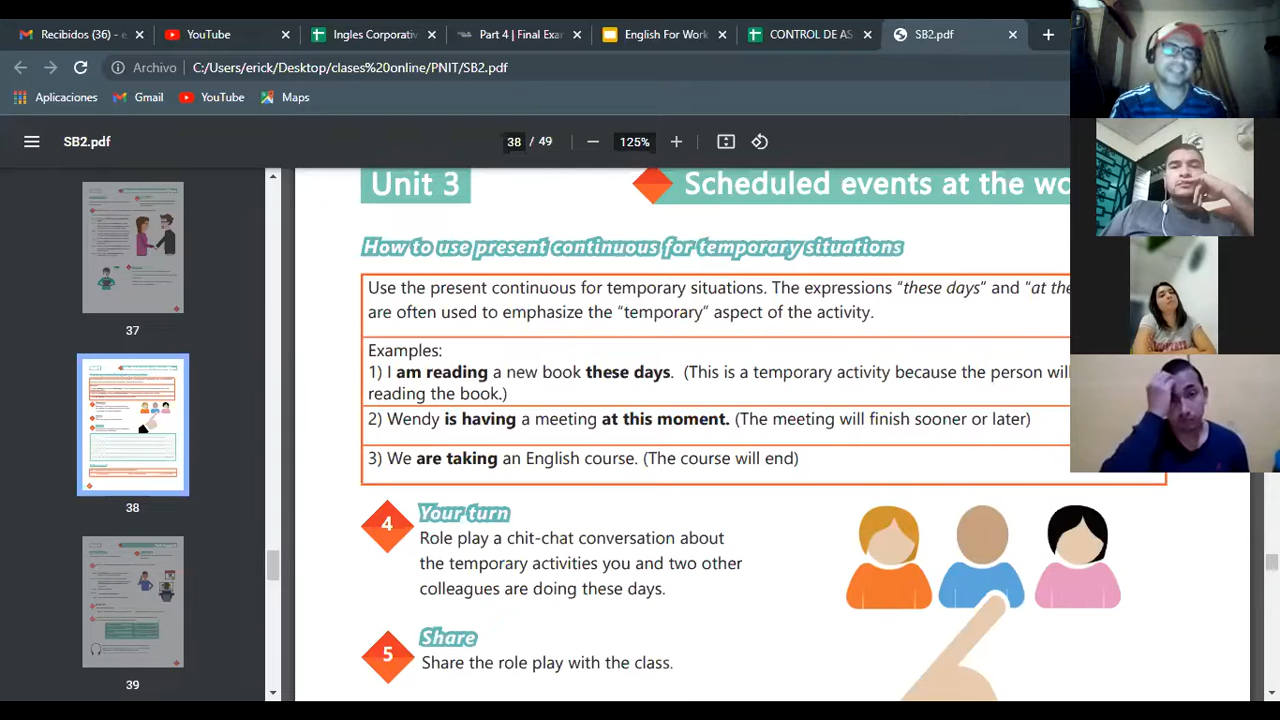 Recibidos (36) - e
YouTube
Ingles Corporativ
Part 4 | Final Exa
English For Work
CONTROL DE AS
SB2.pdf
Archivo
C:/Users/erick/Desktop/clases%20online/PNIT/SB2.pdf
Aplicaciones
Gmail
YouTube
Maps
SB2.pdf
38 / 49
125%
37
38
39
Unit 3
Scheduled events at the wo
How to use present continuous for temporary situations
Use the present continuous for temporary situations. The expressions “these days” and “at the
are often used to emphasize the “temporary” aspect of the activity.
Examples:
1) I am reading a new book these days. (This is a temporary activity because the person wil
reading the book.)
2) Wendy is having a meeting at this moment. (The meeting will finish sooner or later)
3) We are taking an English course. (The course will end)
4
Your turn
Role play a chit-chat conversation about
the temporary activities you and two other
colleagues are doing these days.
5
Share
Share the role play with the class.